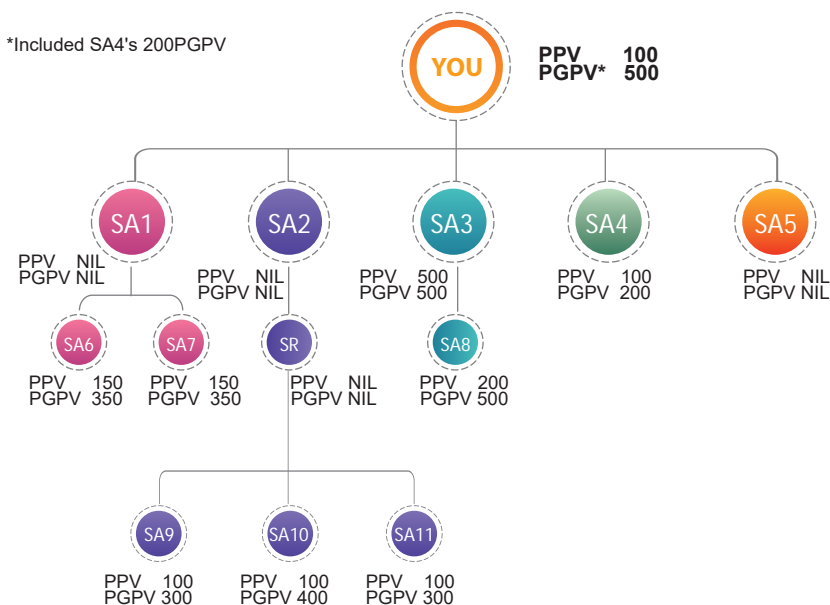 *Included SA4's 200PGPV
YOU
PPV 100
PGPV* 500
SA1
SA2
SA3
SA4
SA5
PPV NIL
PGPV NIL
PPV NIL
PGPV NIL
PPV 500
PGPV 500
PPV 100
PGPV 200
PPV NIL
PGPV NIL
SA6
SA7
SR
SA8
PPV 150
PGPV 350
PPV 150
PGPV 350
PPV NIL
PGPV NIL
PPV 200
PGPV 500
SA9
SA10
SA11
PPV 100
PGPV 300
PPV 100
PGPV 400
PPV 100
PGPV 300